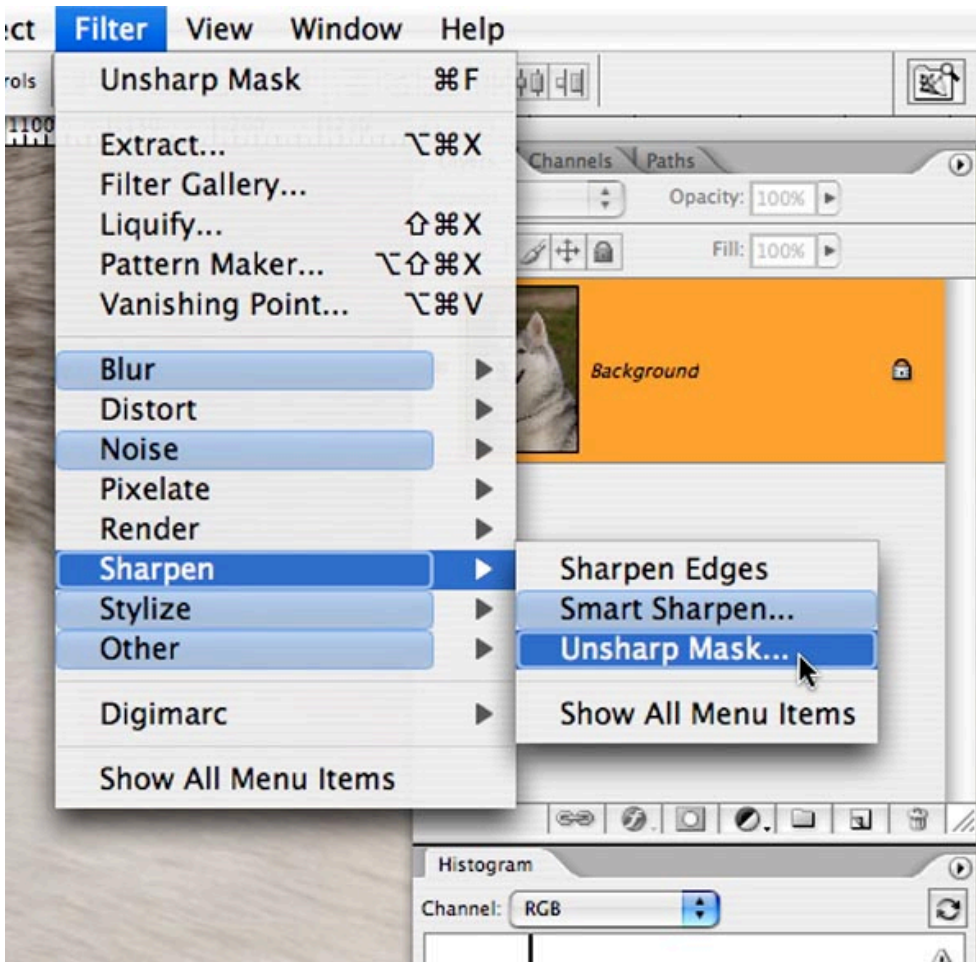 ect Filter View Window Help
rols
1100
Unsharp Mask ⌘F
Extract... ⌥⌘X
Filter Gallery...
Liquify... ⇧⌘X
Pattern Maker... ⌥⇧⌘X
Vanishing Point... ⌥⌘V
Blur
Distort
Noise
Pixelate
Render
Sharpen
Stylize
Other
Digimarc
Show All Menu Items
Sharpen Edges
Smart Sharpen...
Unsharp Mask...
Show All Menu Items
Channels Paths
Opacity: 100%
Fill: 100%
Background
Histogram
Channel: RGB